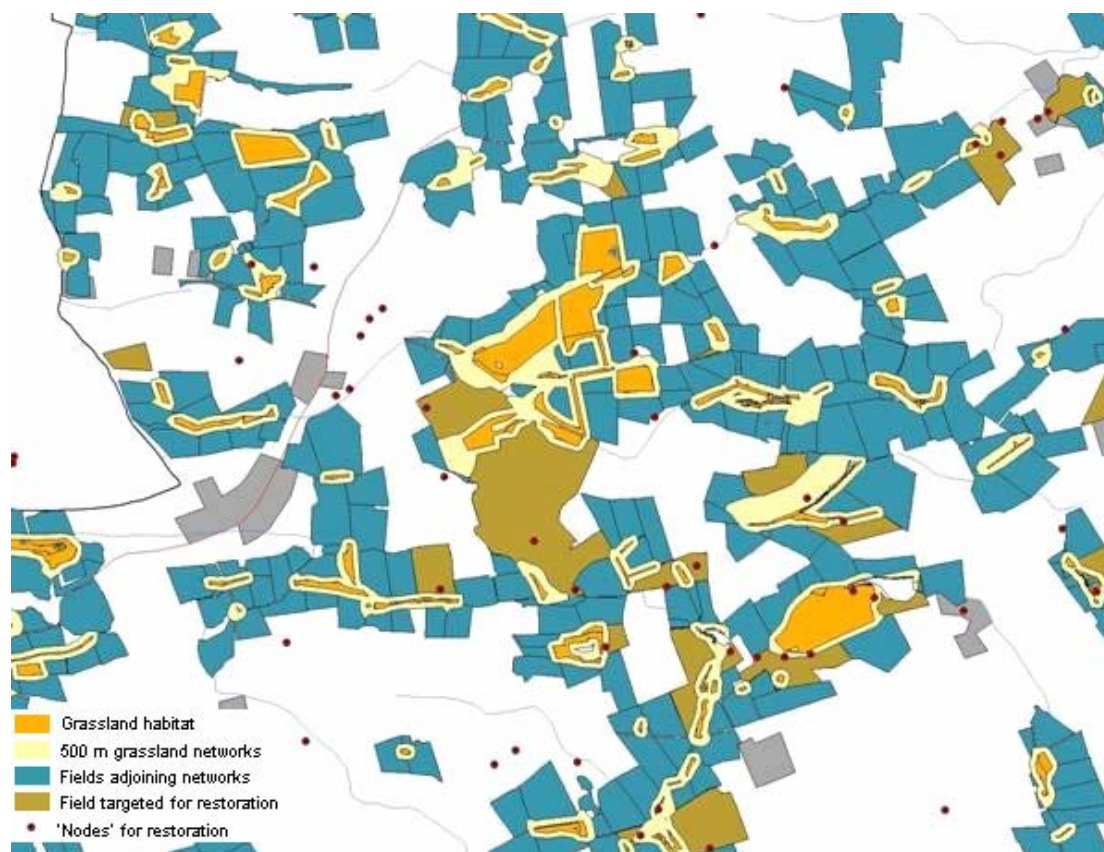 Grassland habitat
500 m grassland networks
Fields adjoining networks
Field targeted for restoration
'Nodes' for restoration